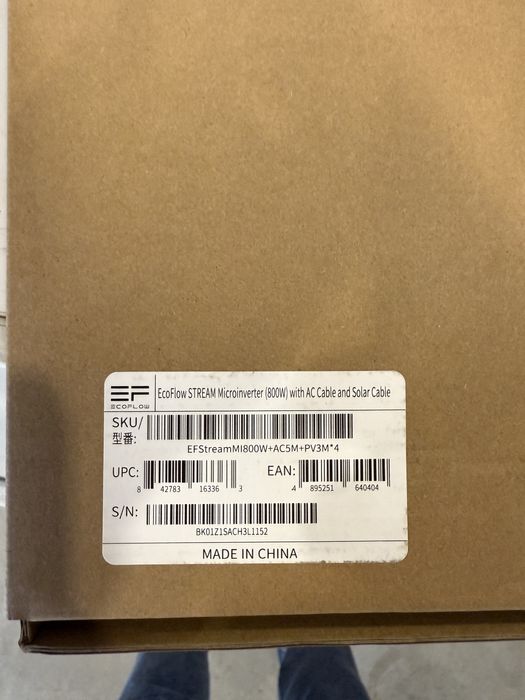 EF
ECOFLOW
EcoFlow STREAM Microinverter (800W) with AC Cable and Solar Cable
SKU/
型番:
EFStreamMI800W+AC5M+PV3M*4
UPC:
8 42783 16336 3
EAN:
4 895251 640404
S/N:
BK01Z1SACH3L1152
MADE IN CHINA